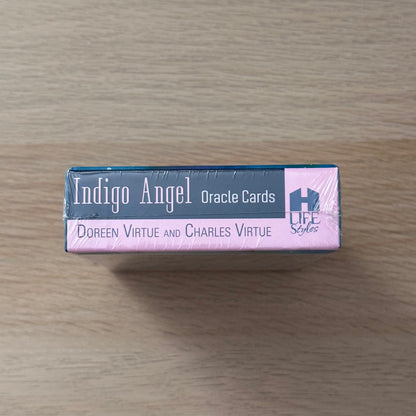 Indigo Angel Oracle Cards
DOREEN VIRTUE AND CHARLES VIRTUE
H
LIFE
Styles